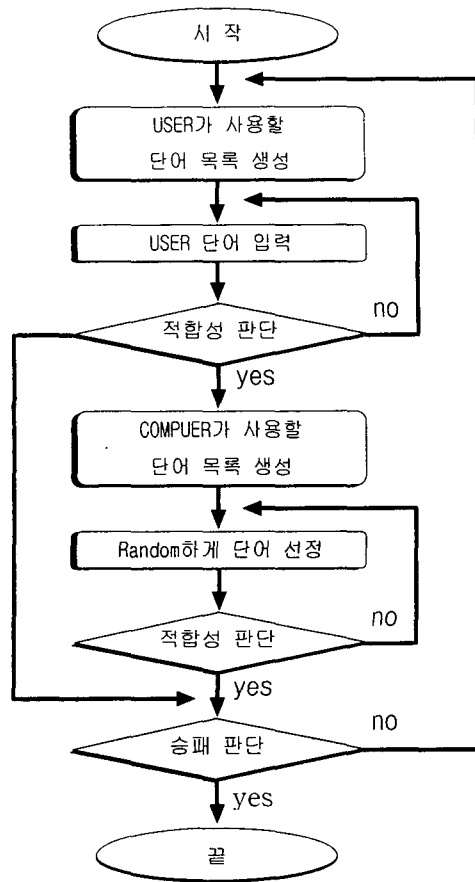 시 작
USER가 사용할
단어 목록 생성
USER 단어 입력
적합성 판단
no
yes
COMPUER가 사용할
단어 목록 생성
Random하게 단어 선정
적합성 판단
no
yes
승패 판단
no
yes
끝